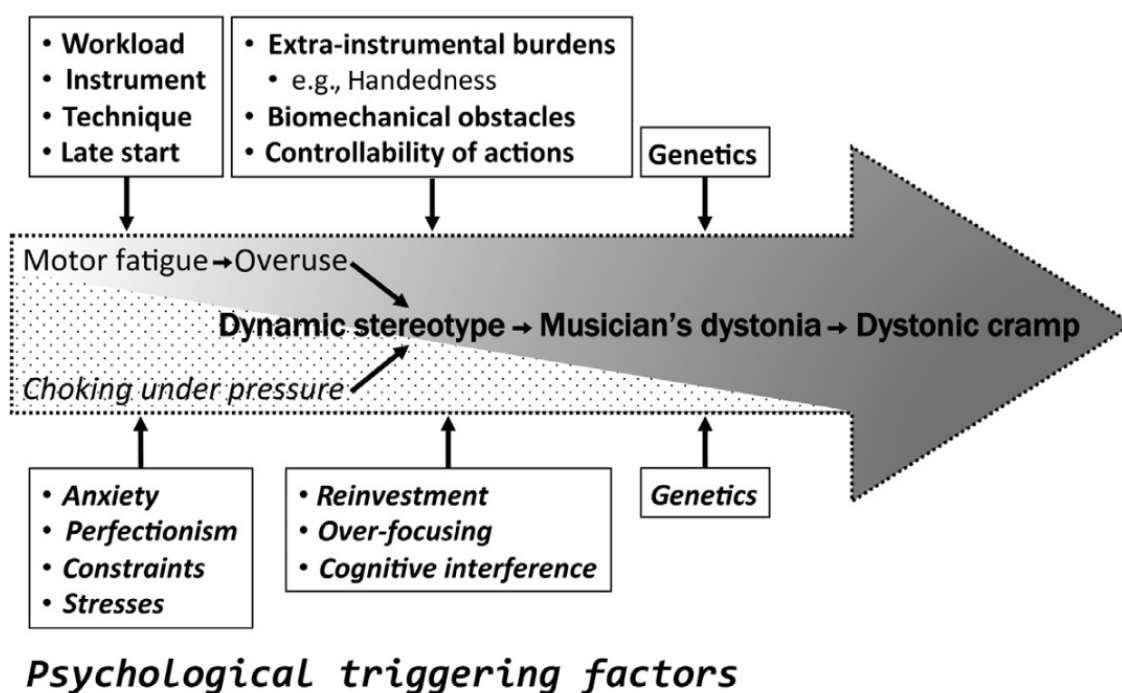 • Workload
• Instrument
• Technique
• Late start
• Extra-instrumental burdens
• e.g., Handedness
• Biomechanical obstacles
• Controllability of actions
Genetics
Motor fatigue → Overuse
Dynamic stereotype → Musician's dystonia → Dystonic cramp
Choking under pressure
• Anxiety
• Perfectionism
• Constraints
• Stresses
• Reinvestment
• Over-focusing
• Cognitive interference
Genetics
Psychological triggering factors